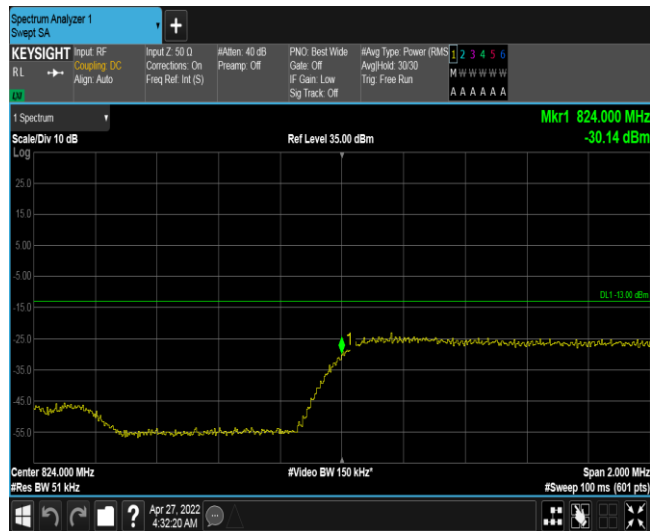 Spectrum Analyzer 1
Swept SA
+
KEYSIGHT
RL
Input: RF
Coupling: DC
Align: Auto
Input Z: 50 Ω
Corrections: On
Freq Ref: Int (S)
#Atten: 40 dB
Preamp: Off
PNO: Best Wide
Gate: Off
IF Gain: Low
Sig Track: Off
#Avg Type: Power (RMS
Avg|Hold: 30/30
Trig: Free Run
1 2 3 4 5 6
M W W W W W
A A A A A A
1 Spectrum
Mkr1 824.000 MHz
Scale/Div 10 dB
Ref Level 35.00 dBm
-30.14 dBm
Log
25.0
15.0
5.00
-5.00
DL1 -13.00 dBm
-15.0
1
-25.0
-35.0
-45.0
-55.0
Center 824.000 MHz
#Video BW 150 kHz*
Span 2.000 MHz
#Res BW 51 kHz
#Sweep 100 ms (601 pts)
?
Apr 27, 2022
4:32:20 AM